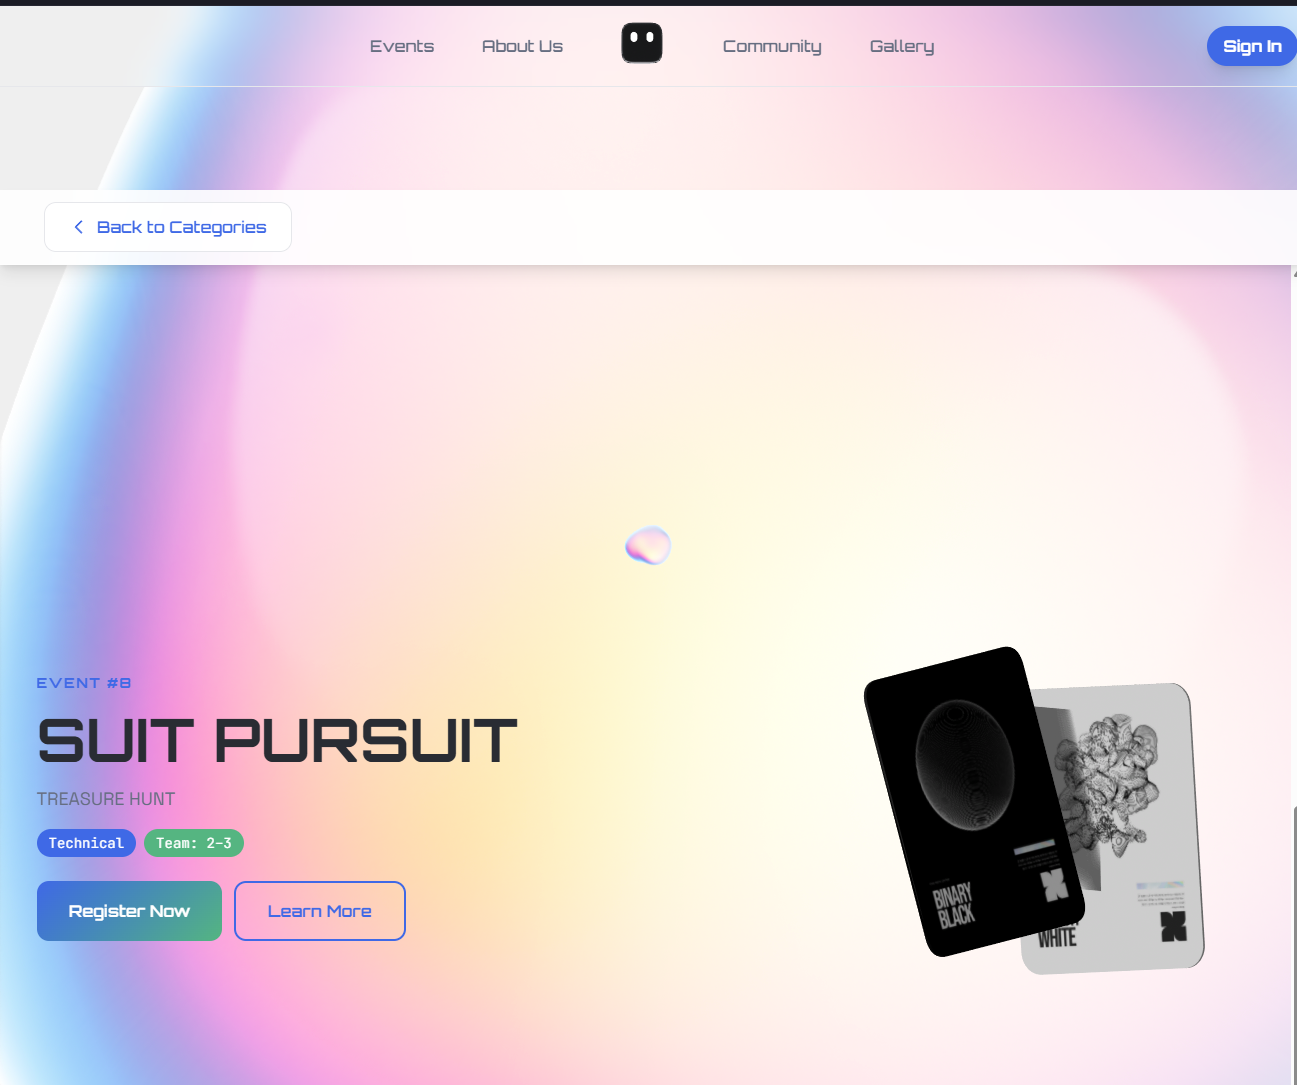 Events About Us Community Gallery Sign In
Back to Categories
EVENT #8
SUIT PURSUIT
TREASURE HUNT
Technical Team: 2-3
Register Now Learn More
BINARY
BLACK
WHITE